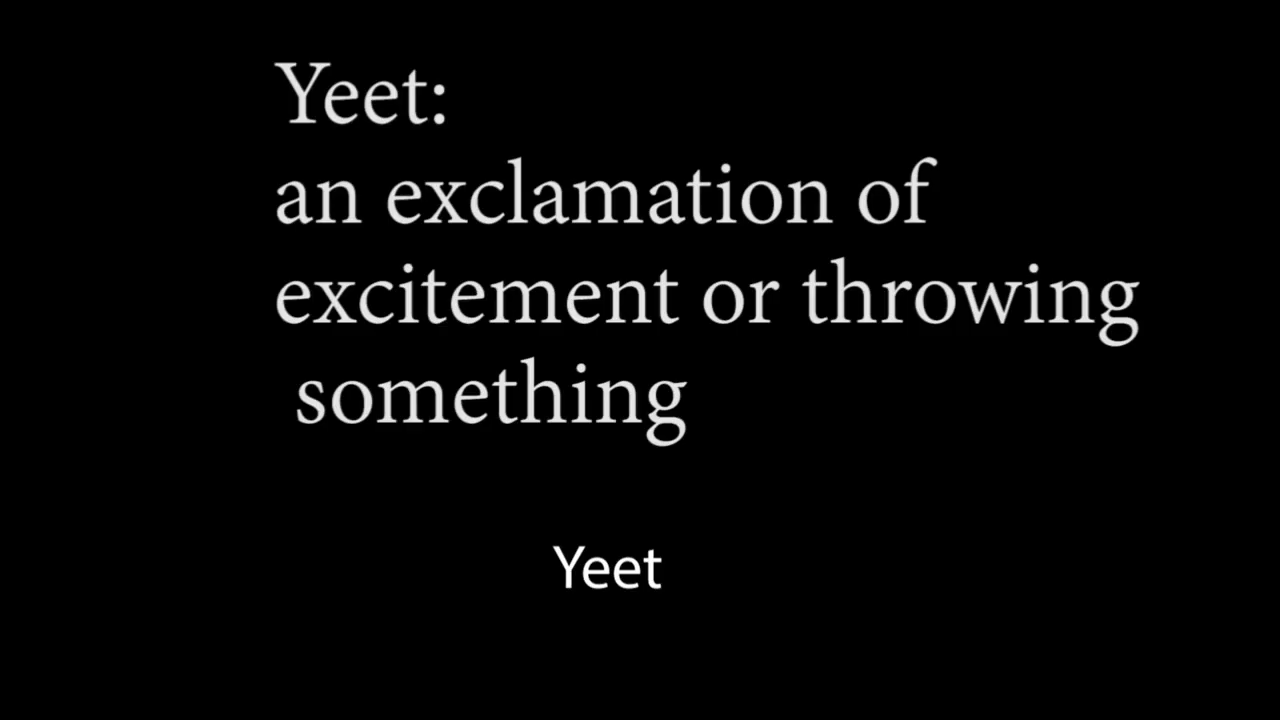 Yeet:
an exclamation of
excitement or throwing
something
Yeet